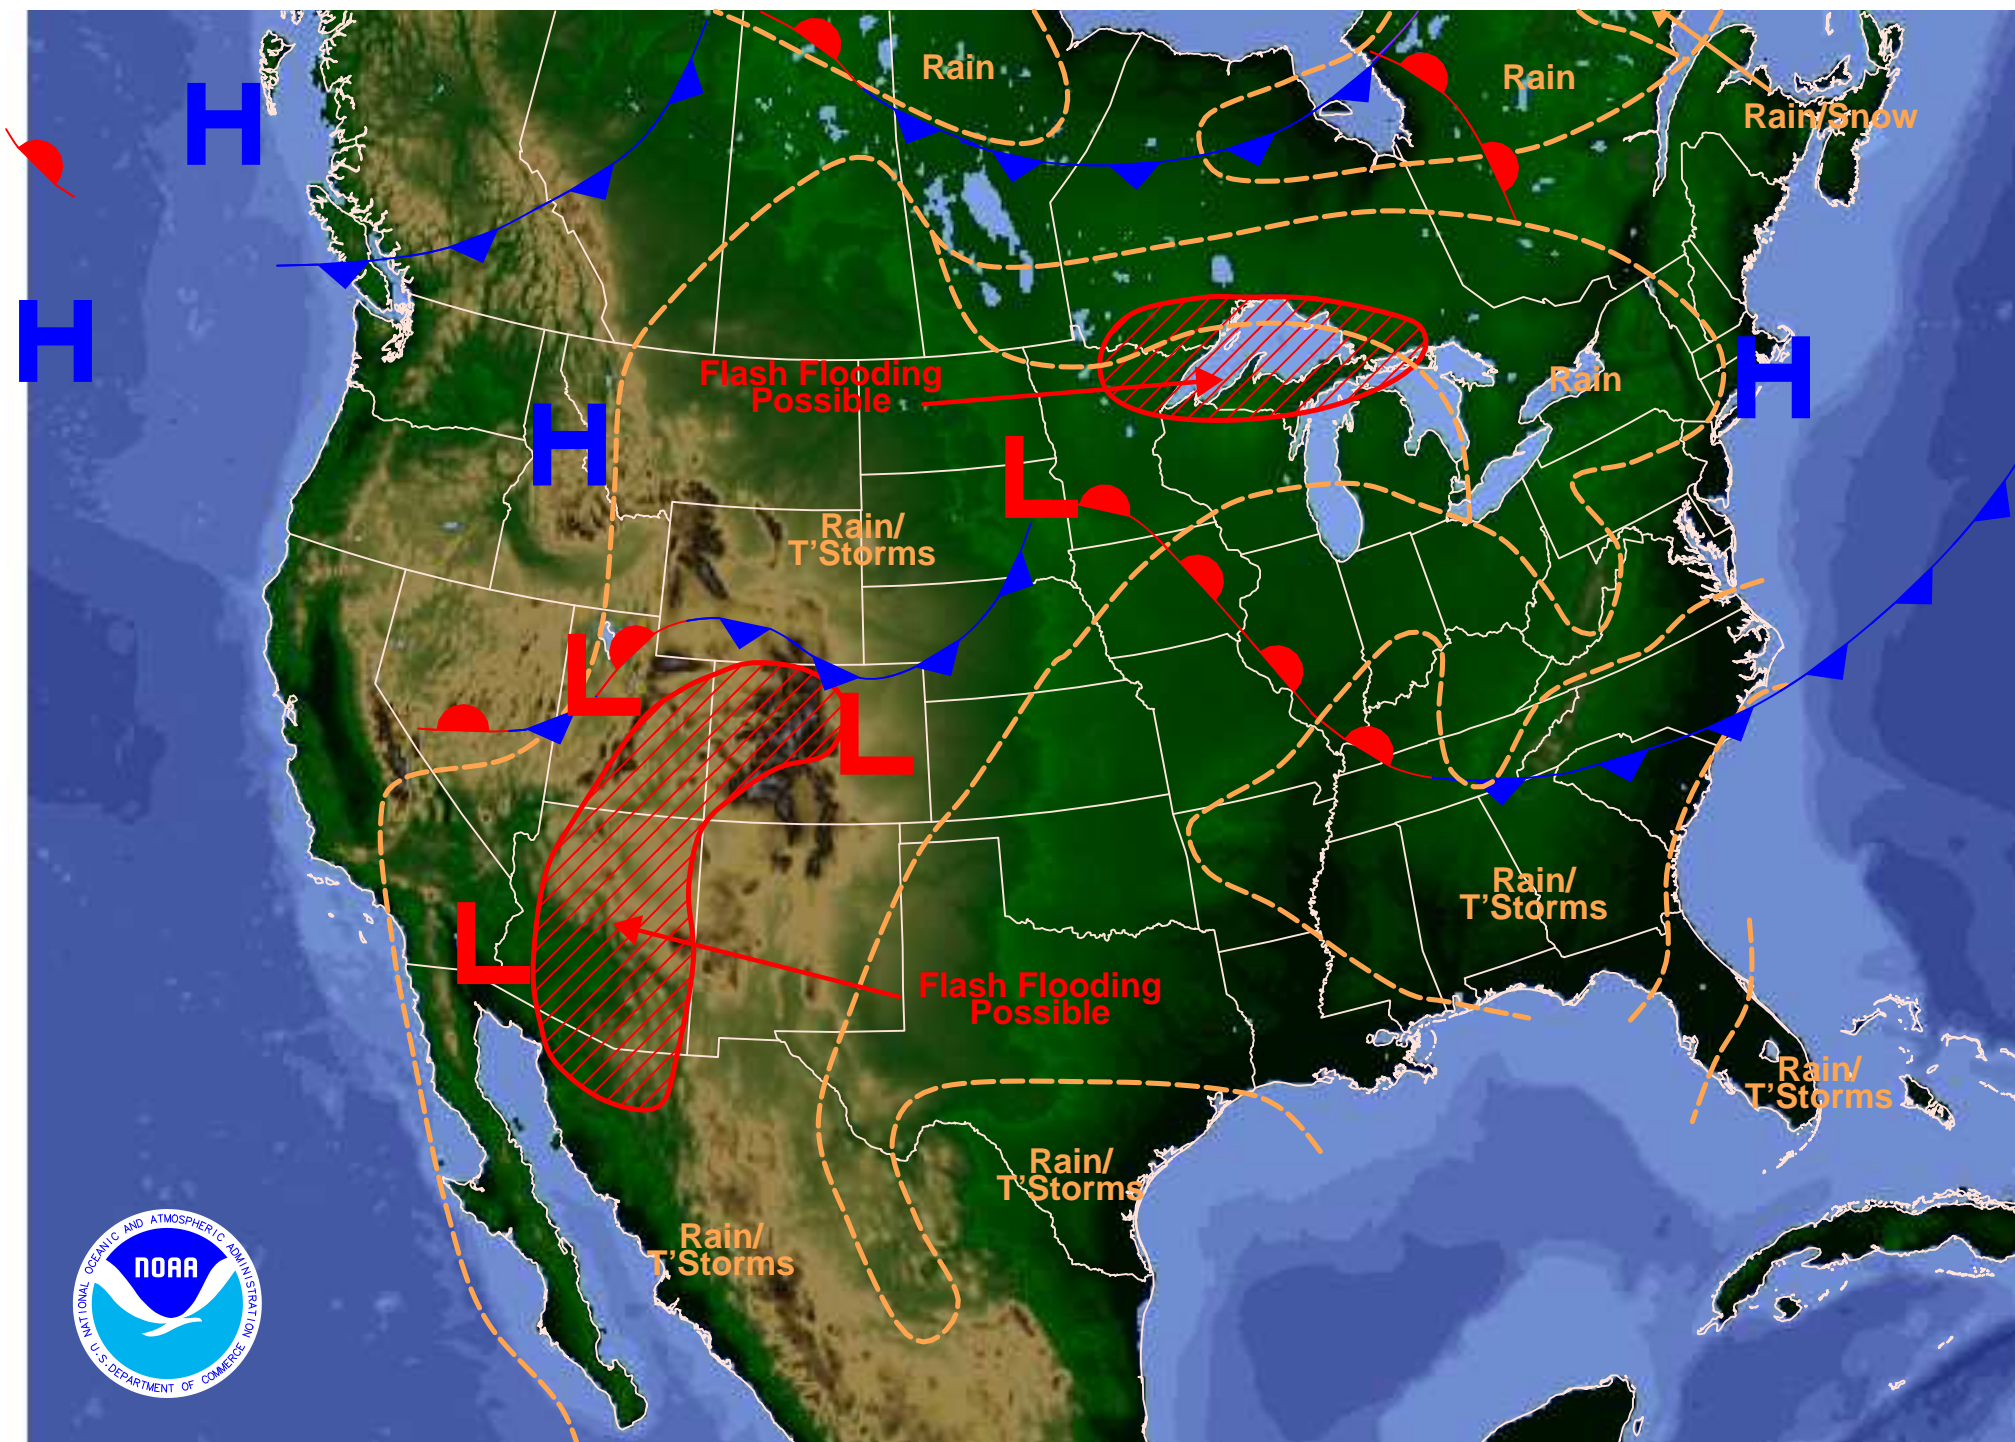 Rain
Rain
H
Rain/Snow
H
H
Flash Flooding
Possible
Rain
H
L
Rain/
T'Storms
L
L
Rain/
T'Storms
L
Flash Flooding
Possible
Rain/
T'Storms
Rain/
T'Storms
Rain/
T'Storms
NATIONAL OCEANIC AND ATMOSPHERIC ADMINISTRATION
NOAA
U.S. DEPARTMENT OF COMMERCE